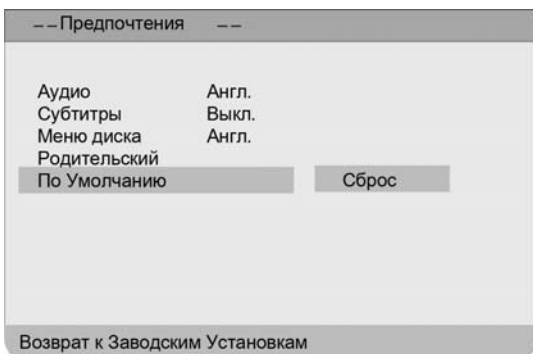 – – Предпочтения – –
Аудио Англ.
Субтитры Выкл.
Меню диска Англ.
Родительский
По Умолчанию Сброс
Возврат к Заводским Установкам